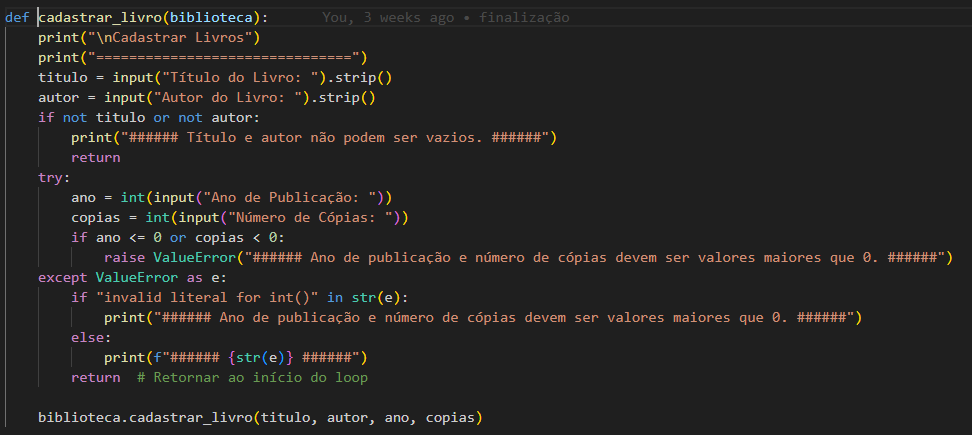 def cadastrar_livro(biblioteca):      You, 3 weeks ago • finalização
    print("\nCadastrar Livros")
    print("===============================")
    titulo = input("Título do Livro: ").strip()
    autor = input("Autor do Livro: ").strip()
    if not titulo or not autor:
        print("###### Título e autor não podem ser vazios. ######")
        return
    try:
        ano = int(input("Ano de Publicação: "))
        copias = int(input("Número de Cópias: "))
        if ano <= 0 or copias < 0:
            raise ValueError("###### Ano de publicação e número de cópias devem ser valores maiores que 0. ######")
    except ValueError as e:
        if "invalid literal for int()" in str(e):
            print("###### Ano de publicação e número de cópias devem ser valores maiores que 0. ######")
        else:
            print(f"###### {str(e)} ######")
        return  # Retornar ao início do loop

    biblioteca.cadastrar_livro(titulo, autor, ano, copias)